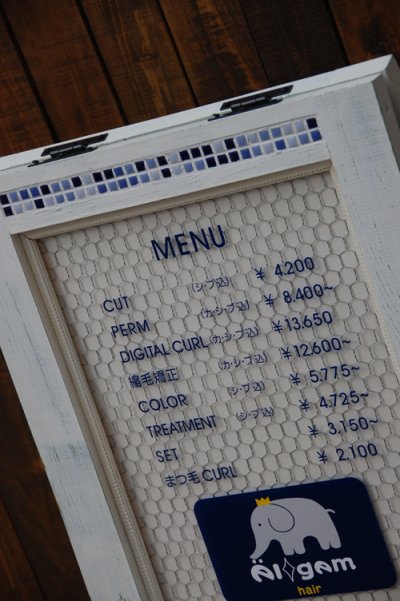 MENU
CUT (シ・ブ込) ¥ 4,200
PERM (カ・シ・ブ込) ¥ 8,400~
DIGITAL CURL (カ・シ・ブ込) ¥13,650
縮毛矯正 (カ・シ・ブ込) ¥12,600~
COLOR (シ・ブ込) ¥ 5,775~
TREATMENT (シ・ブ込) ¥ 4,725~
SET ¥ 3,150~
まつ毛 CURL ¥ 2,100
Älgam
hair